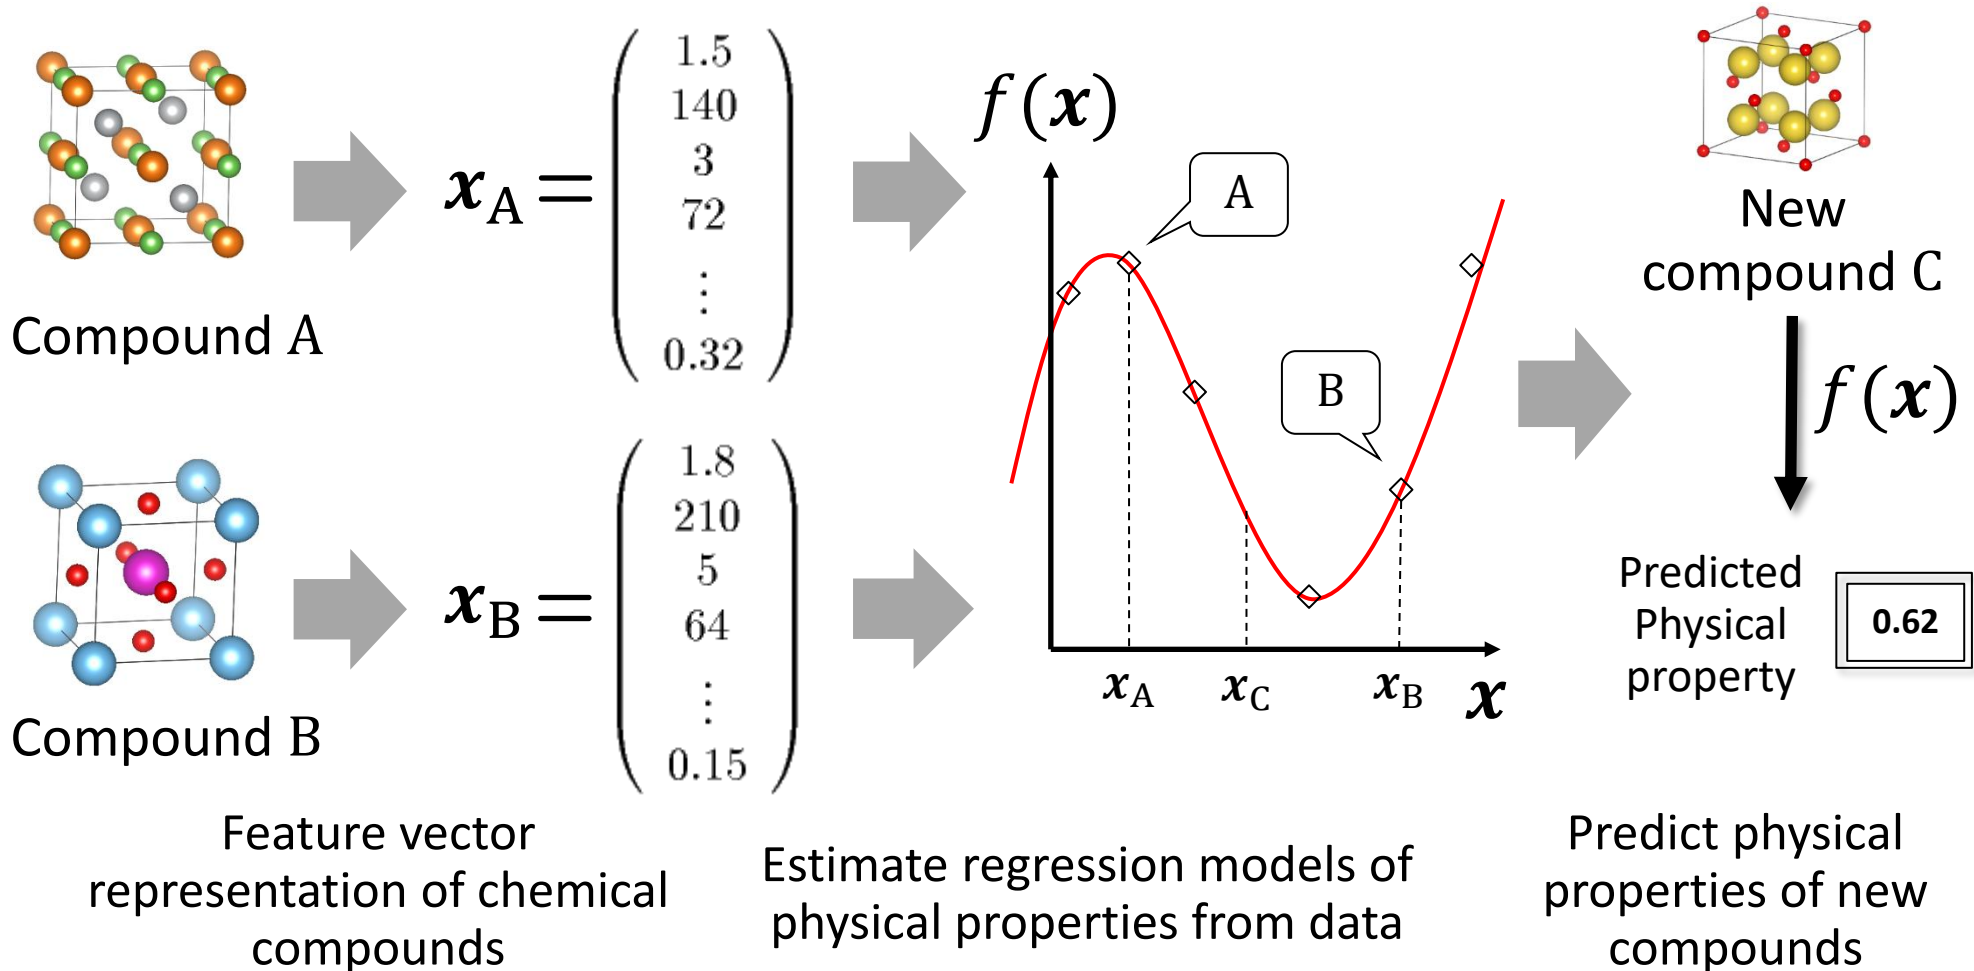 Compound A
x_A =
1.5
140
3
72
⋮
0.32
Compound B
x_B =
1.8
210
5
64
⋮
0.15
Feature vector
representation of chemical
compounds
f(x)
A
B
x_A x_C x_B x
Estimate regression models of
physical properties from data
New
compound C
f(x)
Predicted
Physical
property
0.62
Predict physical
properties of new
compounds